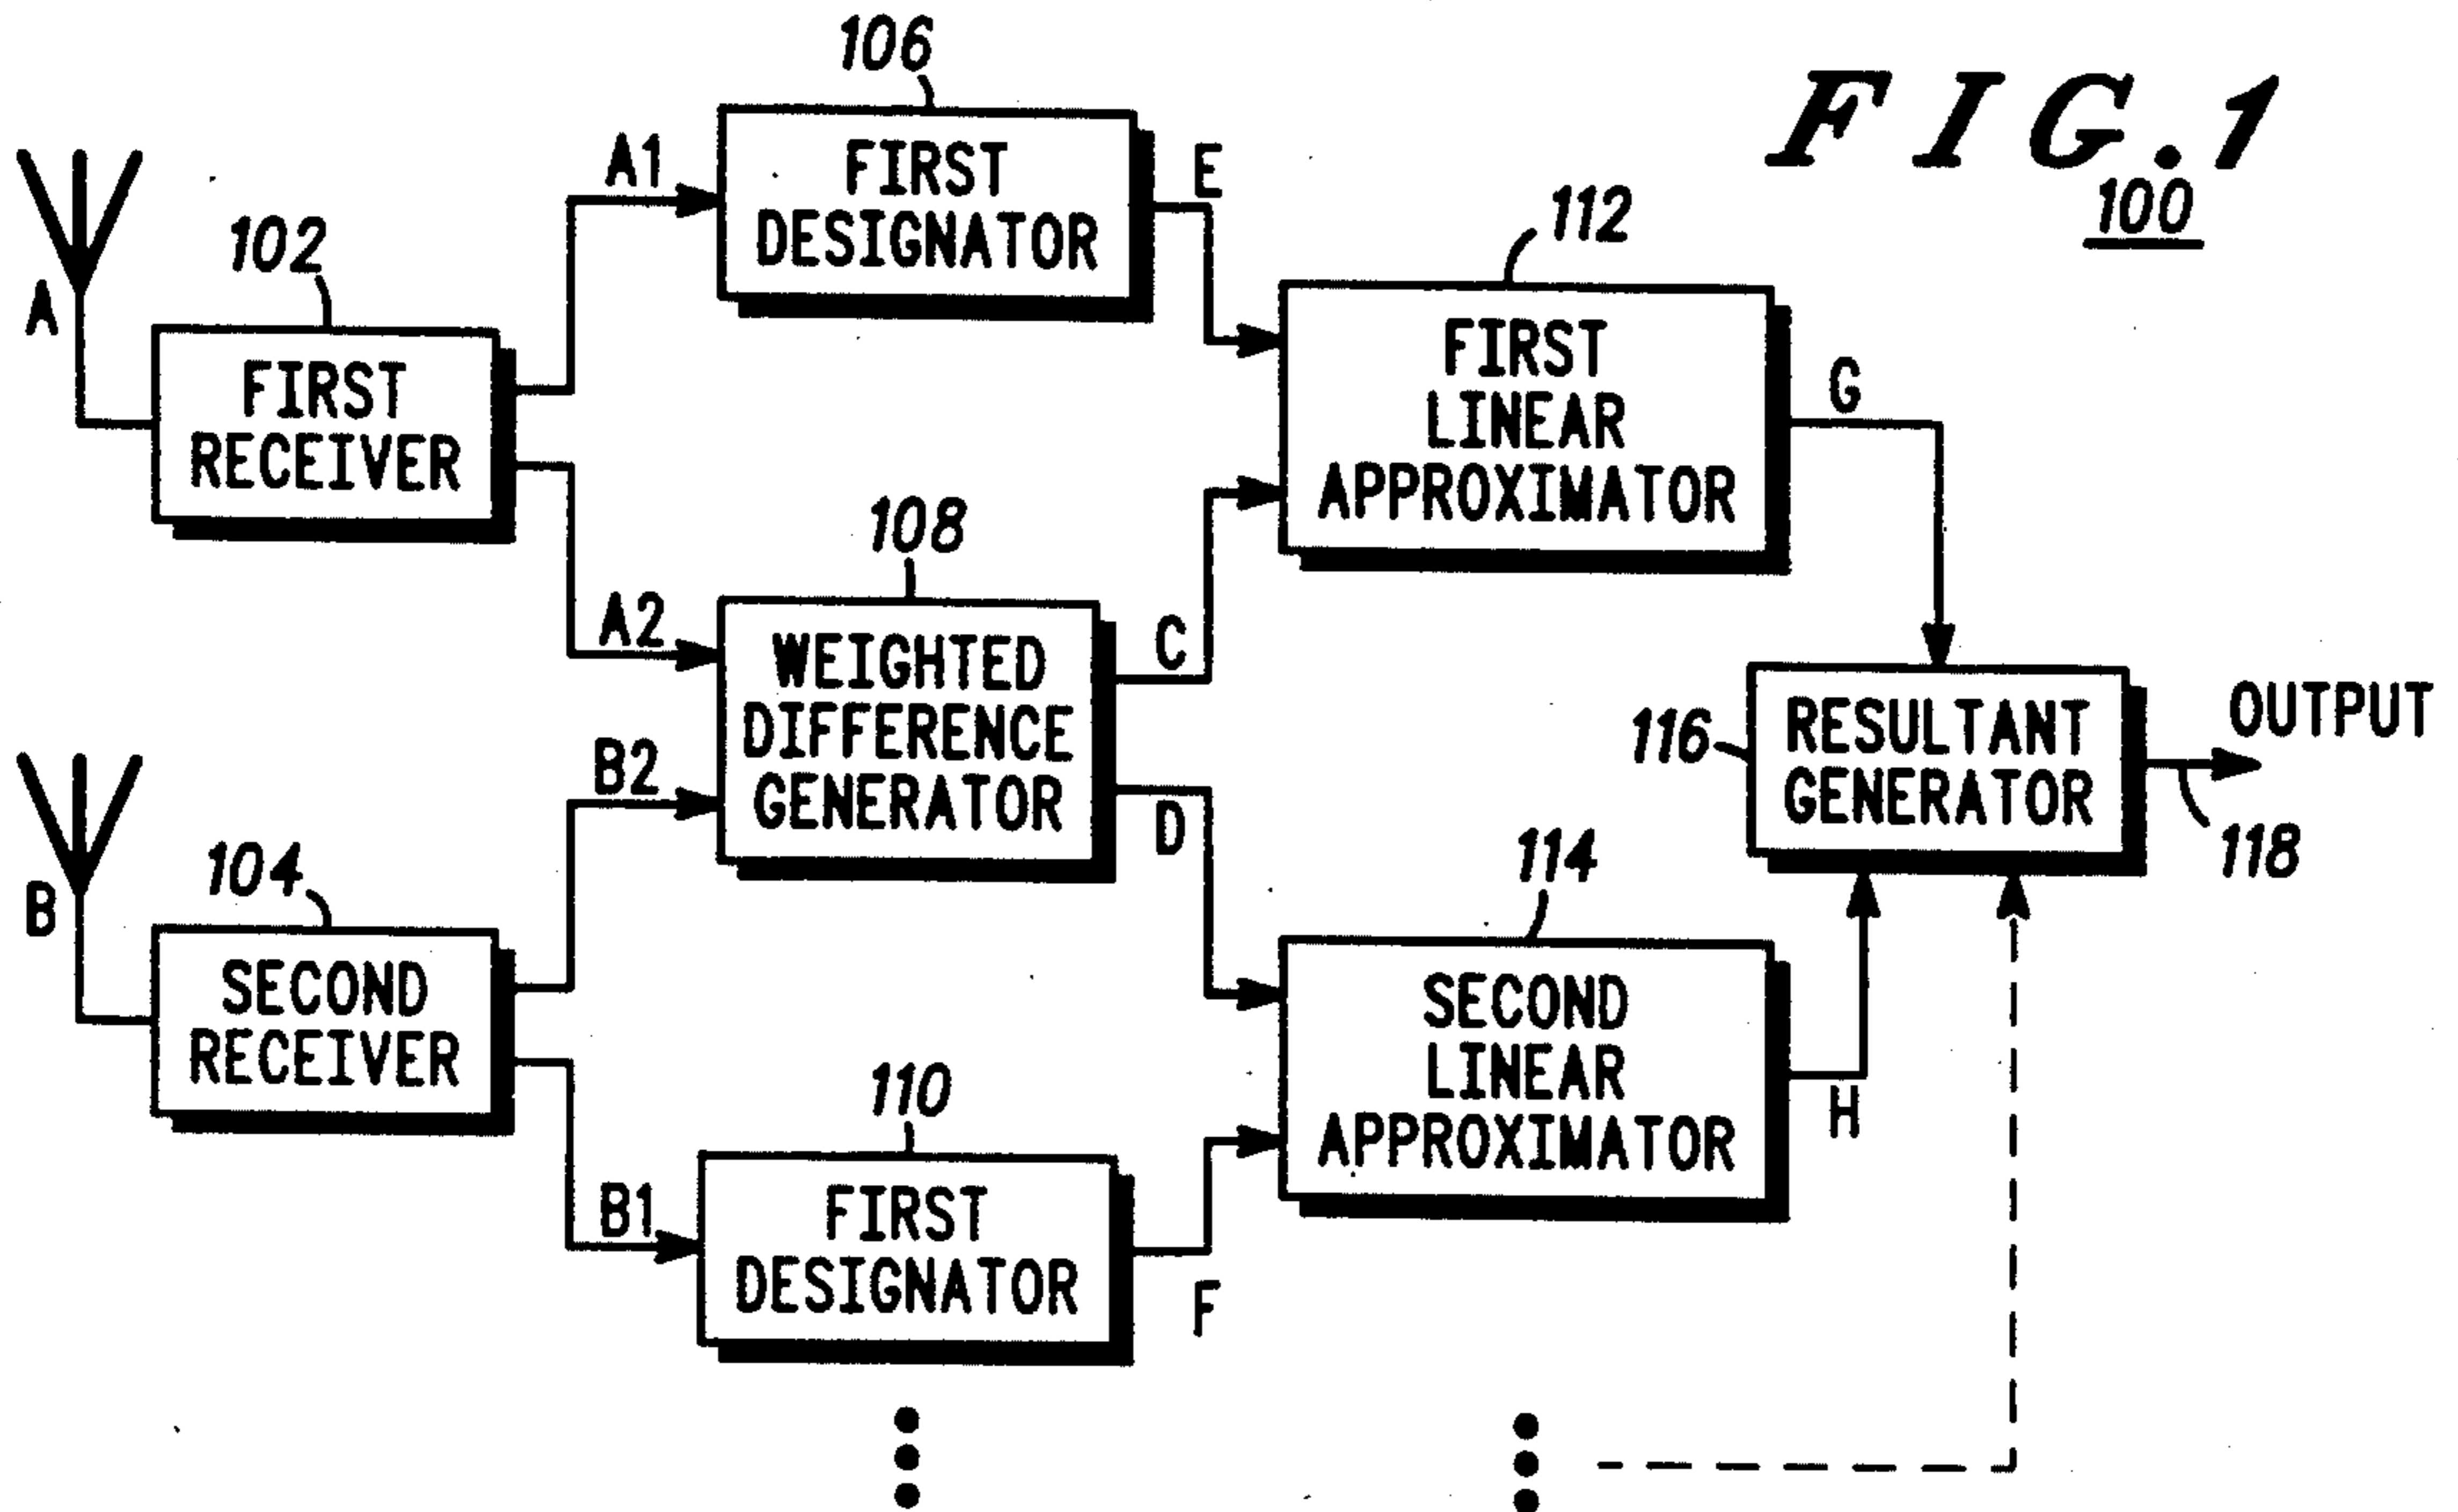 FIG.1
100
106
FIRST
DESIGNATOR
A1
E
102
A
FIRST
RECEIVER
112
FIRST
LINEAR
APPROXIMATOR
G
108
A2
WEIGHTED
DIFFERENCE
GENERATOR
C
B2
D
116
RESULTANT
GENERATOR
OUTPUT
118
104
B
SECOND
RECEIVER
114
SECOND
LINEAR
APPROXIMATOR
H
110
B1
FIRST
DESIGNATOR
F